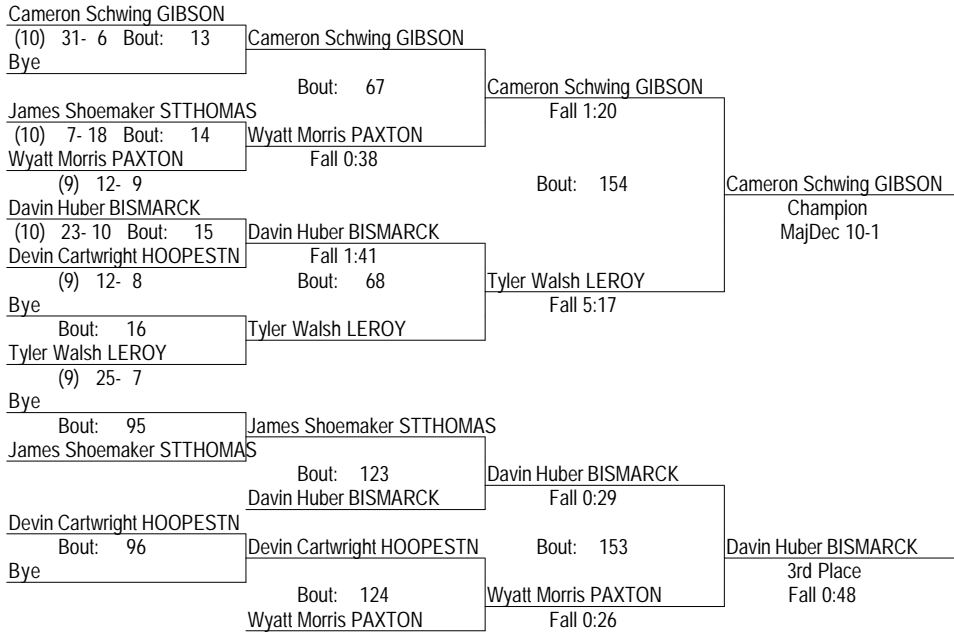 Cameron Schwing GIBSON
(10) 31- 6 Bout: 13
Cameron Schwing GIBSON
Bye
Bout: 67
Cameron Schwing GIBSON
James Shoemaker STTHOMAS
Fall 1:20
(10) 7- 18 Bout: 14
Wyatt Morris PAXTON
Wyatt Morris PAXTON
Fall 0:38
(9) 12- 9
Bout: 154
Cameron Schwing GIBSON
Davin Huber BISMARCK
Champion
(10) 23- 10 Bout: 15
Davin Huber BISMARCK
MajDec 10-1
Devin Cartwright HOOPESTN
Fall 1:41
(9) 12- 8
Bout: 68
Tyler Walsh LEROY
Bye
Fall 5:17
Bout: 16
Tyler Walsh LEROY
Tyler Walsh LEROY
(9) 25- 7
Bye
Bout: 95
James Shoemaker STTHOMAS
James Shoemaker STTHOMAS
Bout: 123
Davin Huber BISMARCK
Davin Huber BISMARCK
Fall 0:29
Devin Cartwright HOOPESTN
Bout: 96
Devin Cartwright HOOPESTN
Bout: 153
Davin Huber BISMARCK
Bye
3rd Place
Bout: 124
Wyatt Morris PAXTON
Fall 0:48
Wyatt Morris PAXTON
Fall 0:26